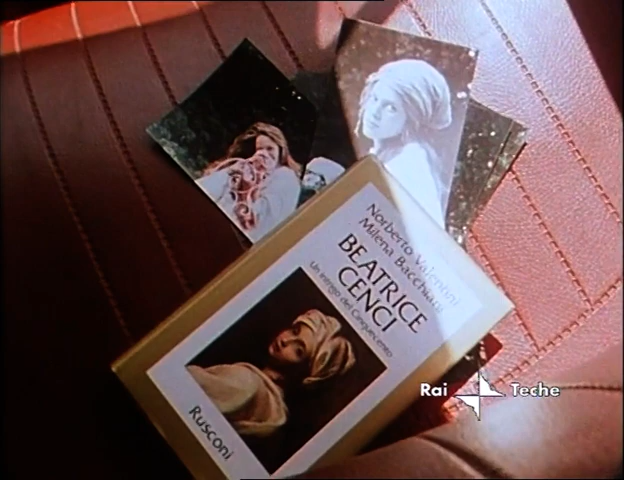 Norberto Valentini
Milena Bacchiani
BEATRICE
CENCI
Un intrigo del Cinquecento
Rusconi
Rai Teche